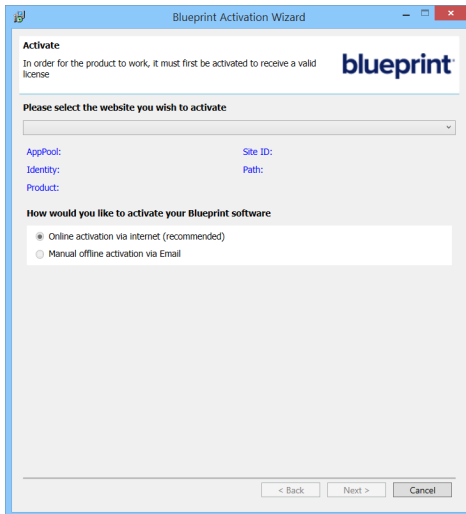 Blueprint Activation Wizard
Activate
In order for the product to work, it must first be activated to receive a valid
license
blueprint
Please select the website you wish to activate
AppPool:
Site ID:
Identity:
Path:
Product:
How would you like to activate your Blueprint software
Online activation via internet (recommended)
Manual offline activation via Email
< Back
Next >
Cancel